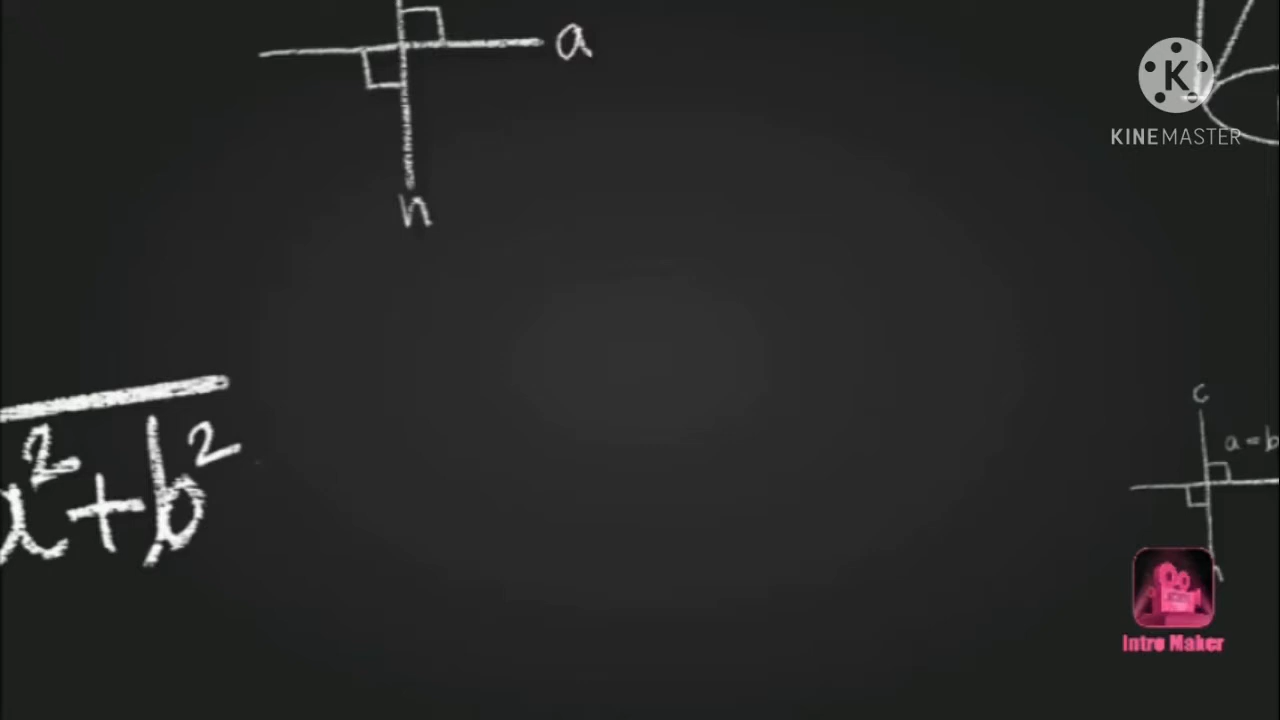 a
K
KINEMASTER
n
c
a = b
a²+b²
Intro Maker